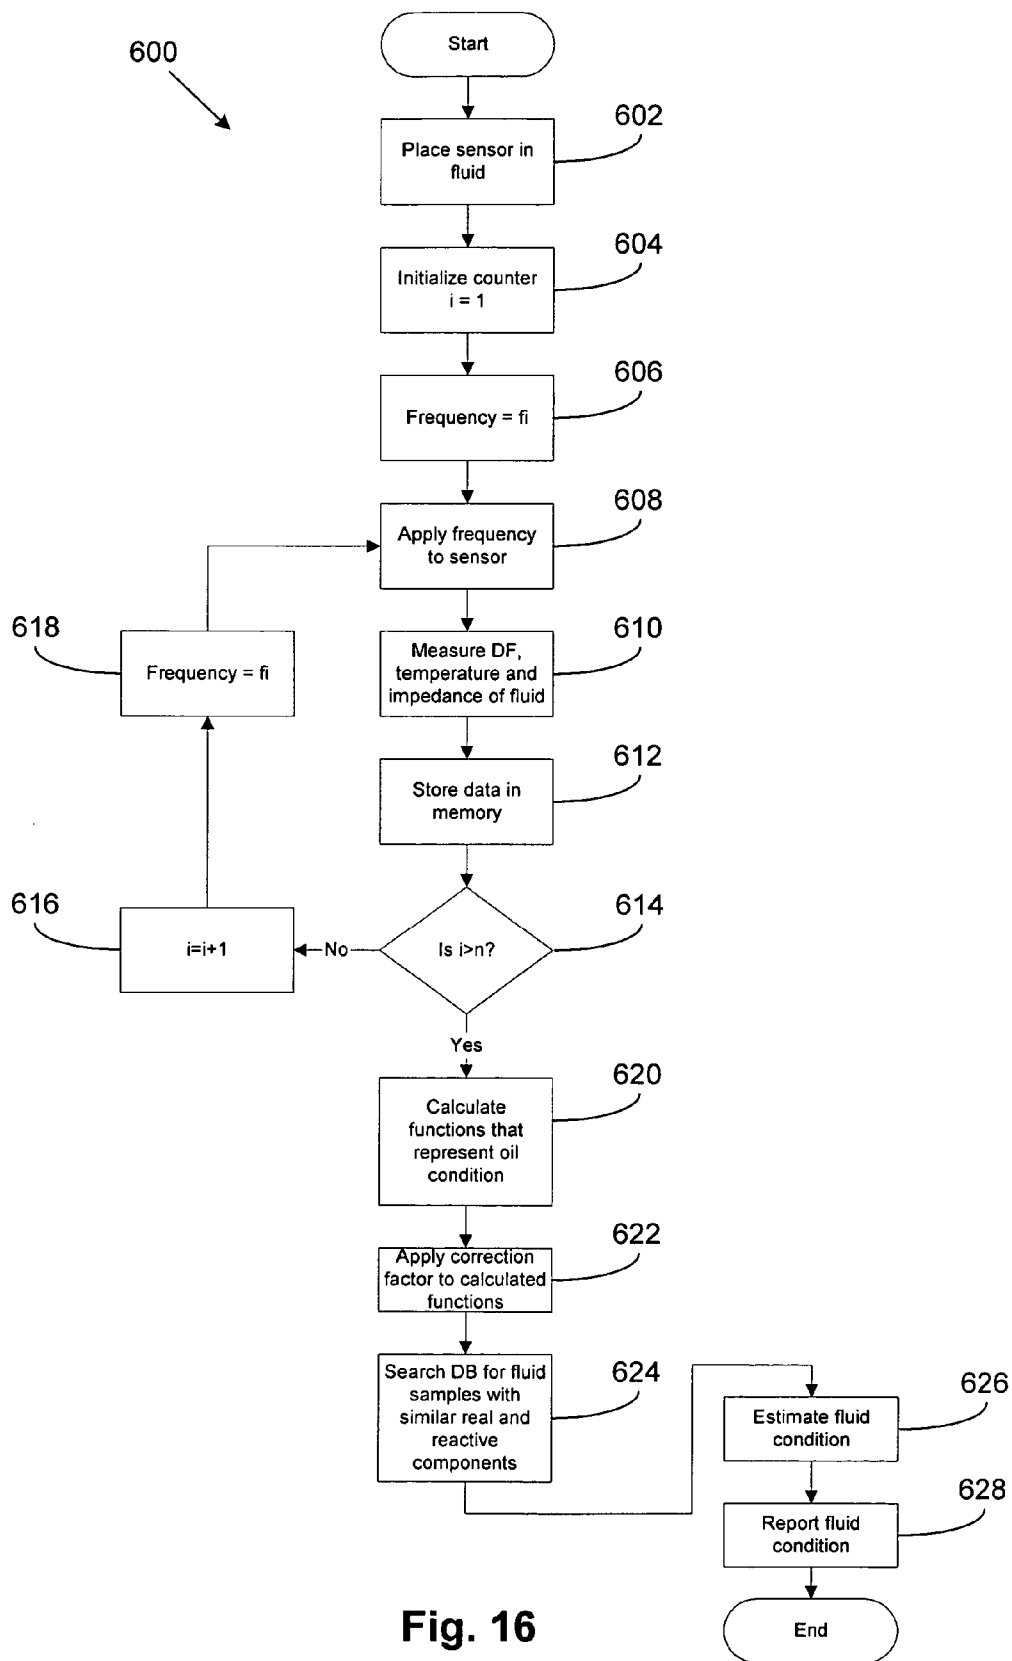 600
Start
602
Place sensor in
fluid
604
Initialize counter
i = 1
606
Frequency = fi
608
Apply frequency
to sensor
618
Frequency = fi
610
Measure DF,
temperature and
impedance of fluid
612
Store data in
memory
616
i=i+1
No
614
Is i>n?
Yes
620
Calculate
functions that
represent oil
condition
622
Apply correction
factor to calculated
functions
624
Search DB for fluid
samples with
similar real and
reactive
components
626
Estimate fluid
condition
628
Report fluid
condition
End
Fig. 16